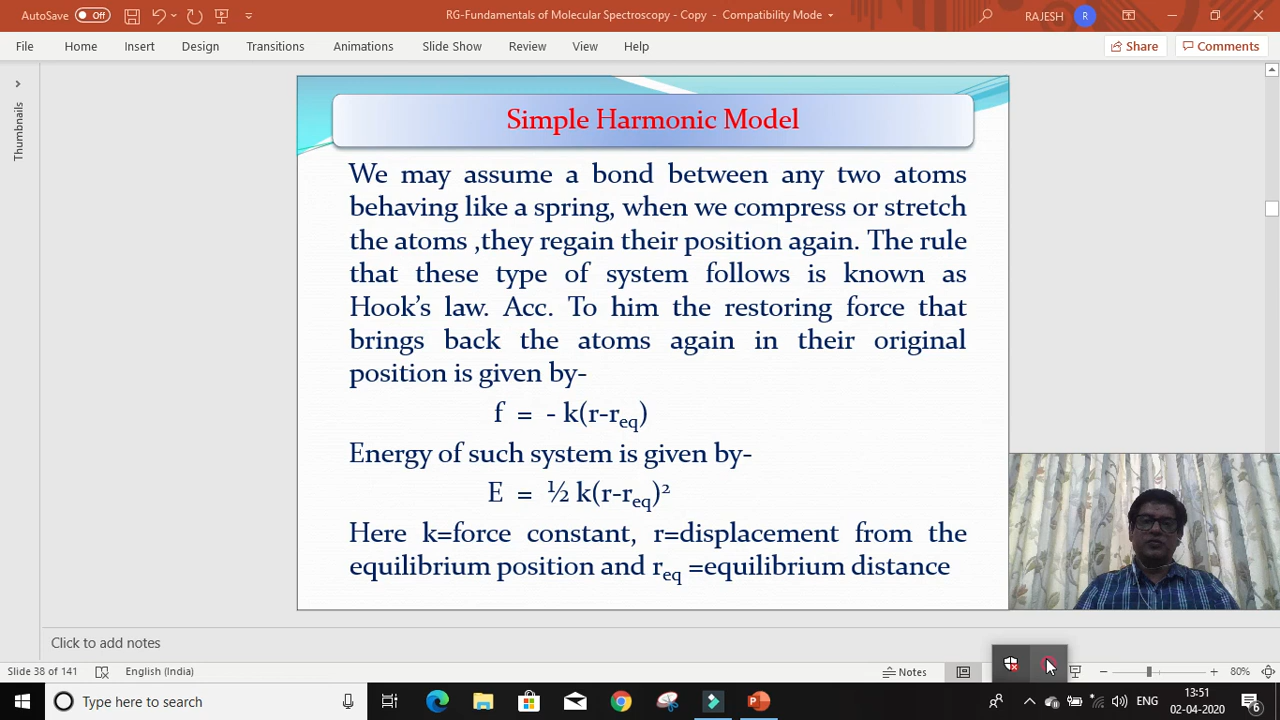 AutoSave Off RG-Fundamentals of Molecular Spectroscopy - Copy - Compatibility Mode RAJESH R
File Home Insert Design Transitions Animations Slide Show Review View Help Share Comments
Thumbnails
Simple Harmonic Model
We may assume a bond between any two atoms
behaving like a spring, when we compress or stretch
the atoms ,they regain their position again. The rule
that these type of system follows is known as
Hook's law. Acc. To him the restoring force that
brings back the atoms again in their original
position is given by-
f = - k(r-req)
Energy of such system is given by-
E = ½ k(r-req)²
Here k=force constant, r=displacement from the
equilibrium position and req =equilibrium distance
Click to add notes
Slide 38 of 141 English (India) Notes 80%
Type here to search ENG 13:51
02-04-2020 6